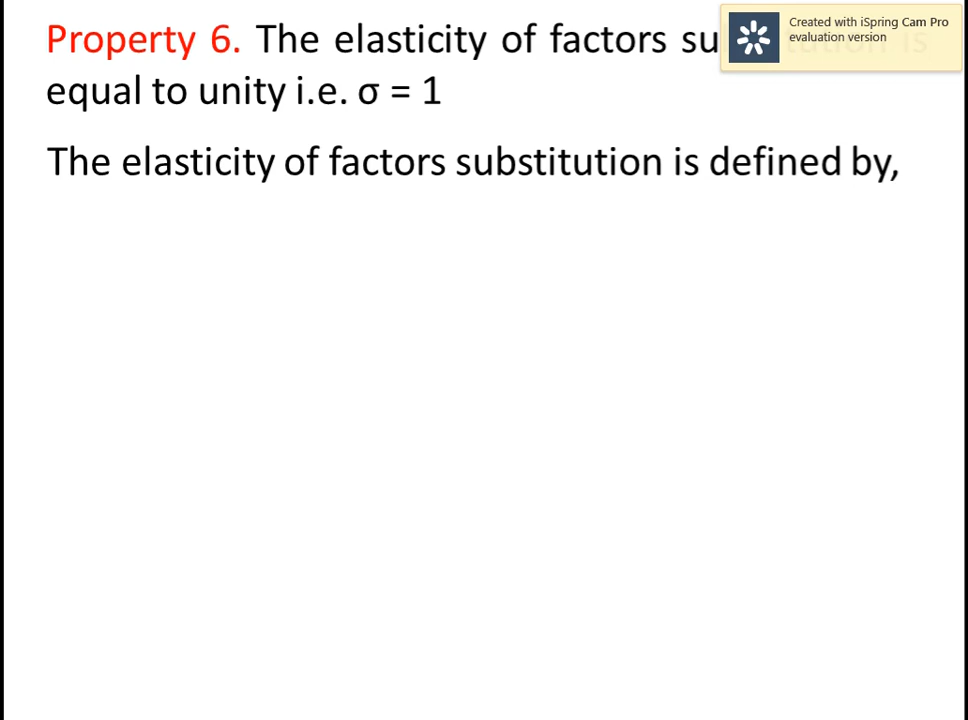 Property 6. The elasticity of factors
equal to unity i.e. σ = 1
The elasticity of factors substitution is defined by,
Created with iSpring Cam Pro
evaluation version